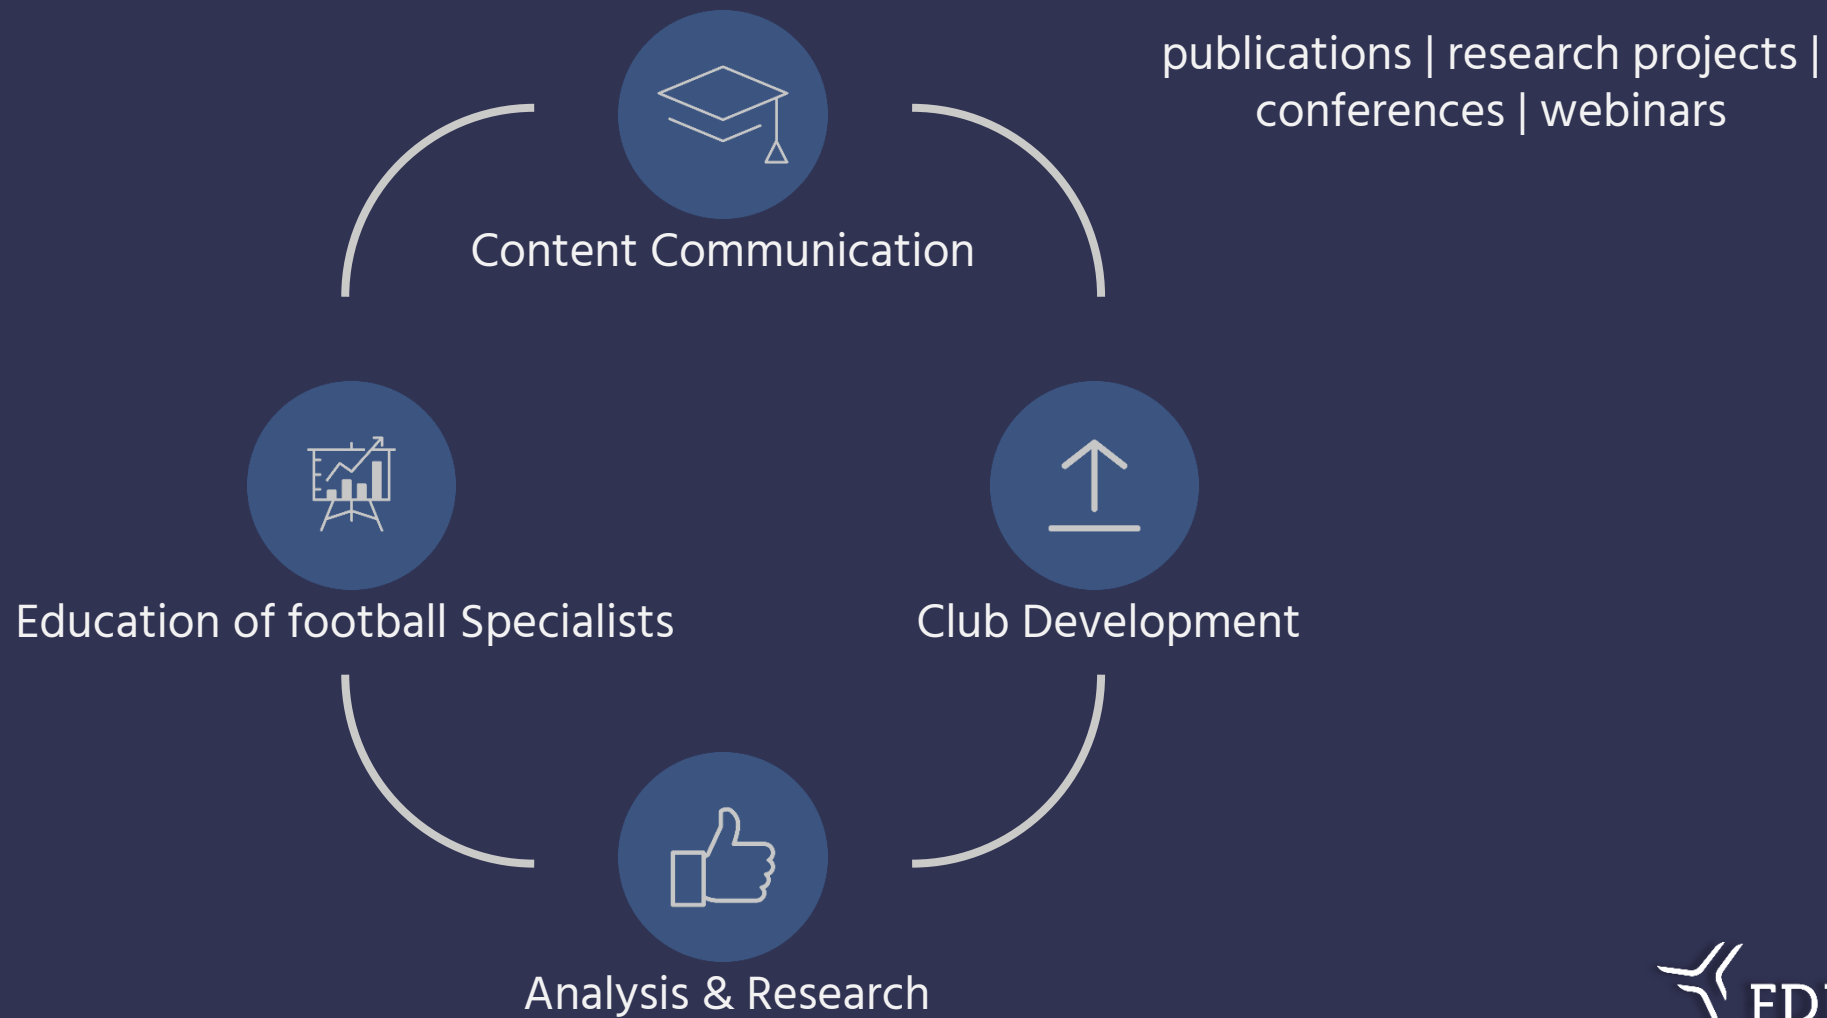 publications | research projects |
conferences | webinars
Content Communication
Education of football Specialists
Club Development
Analysis & Research